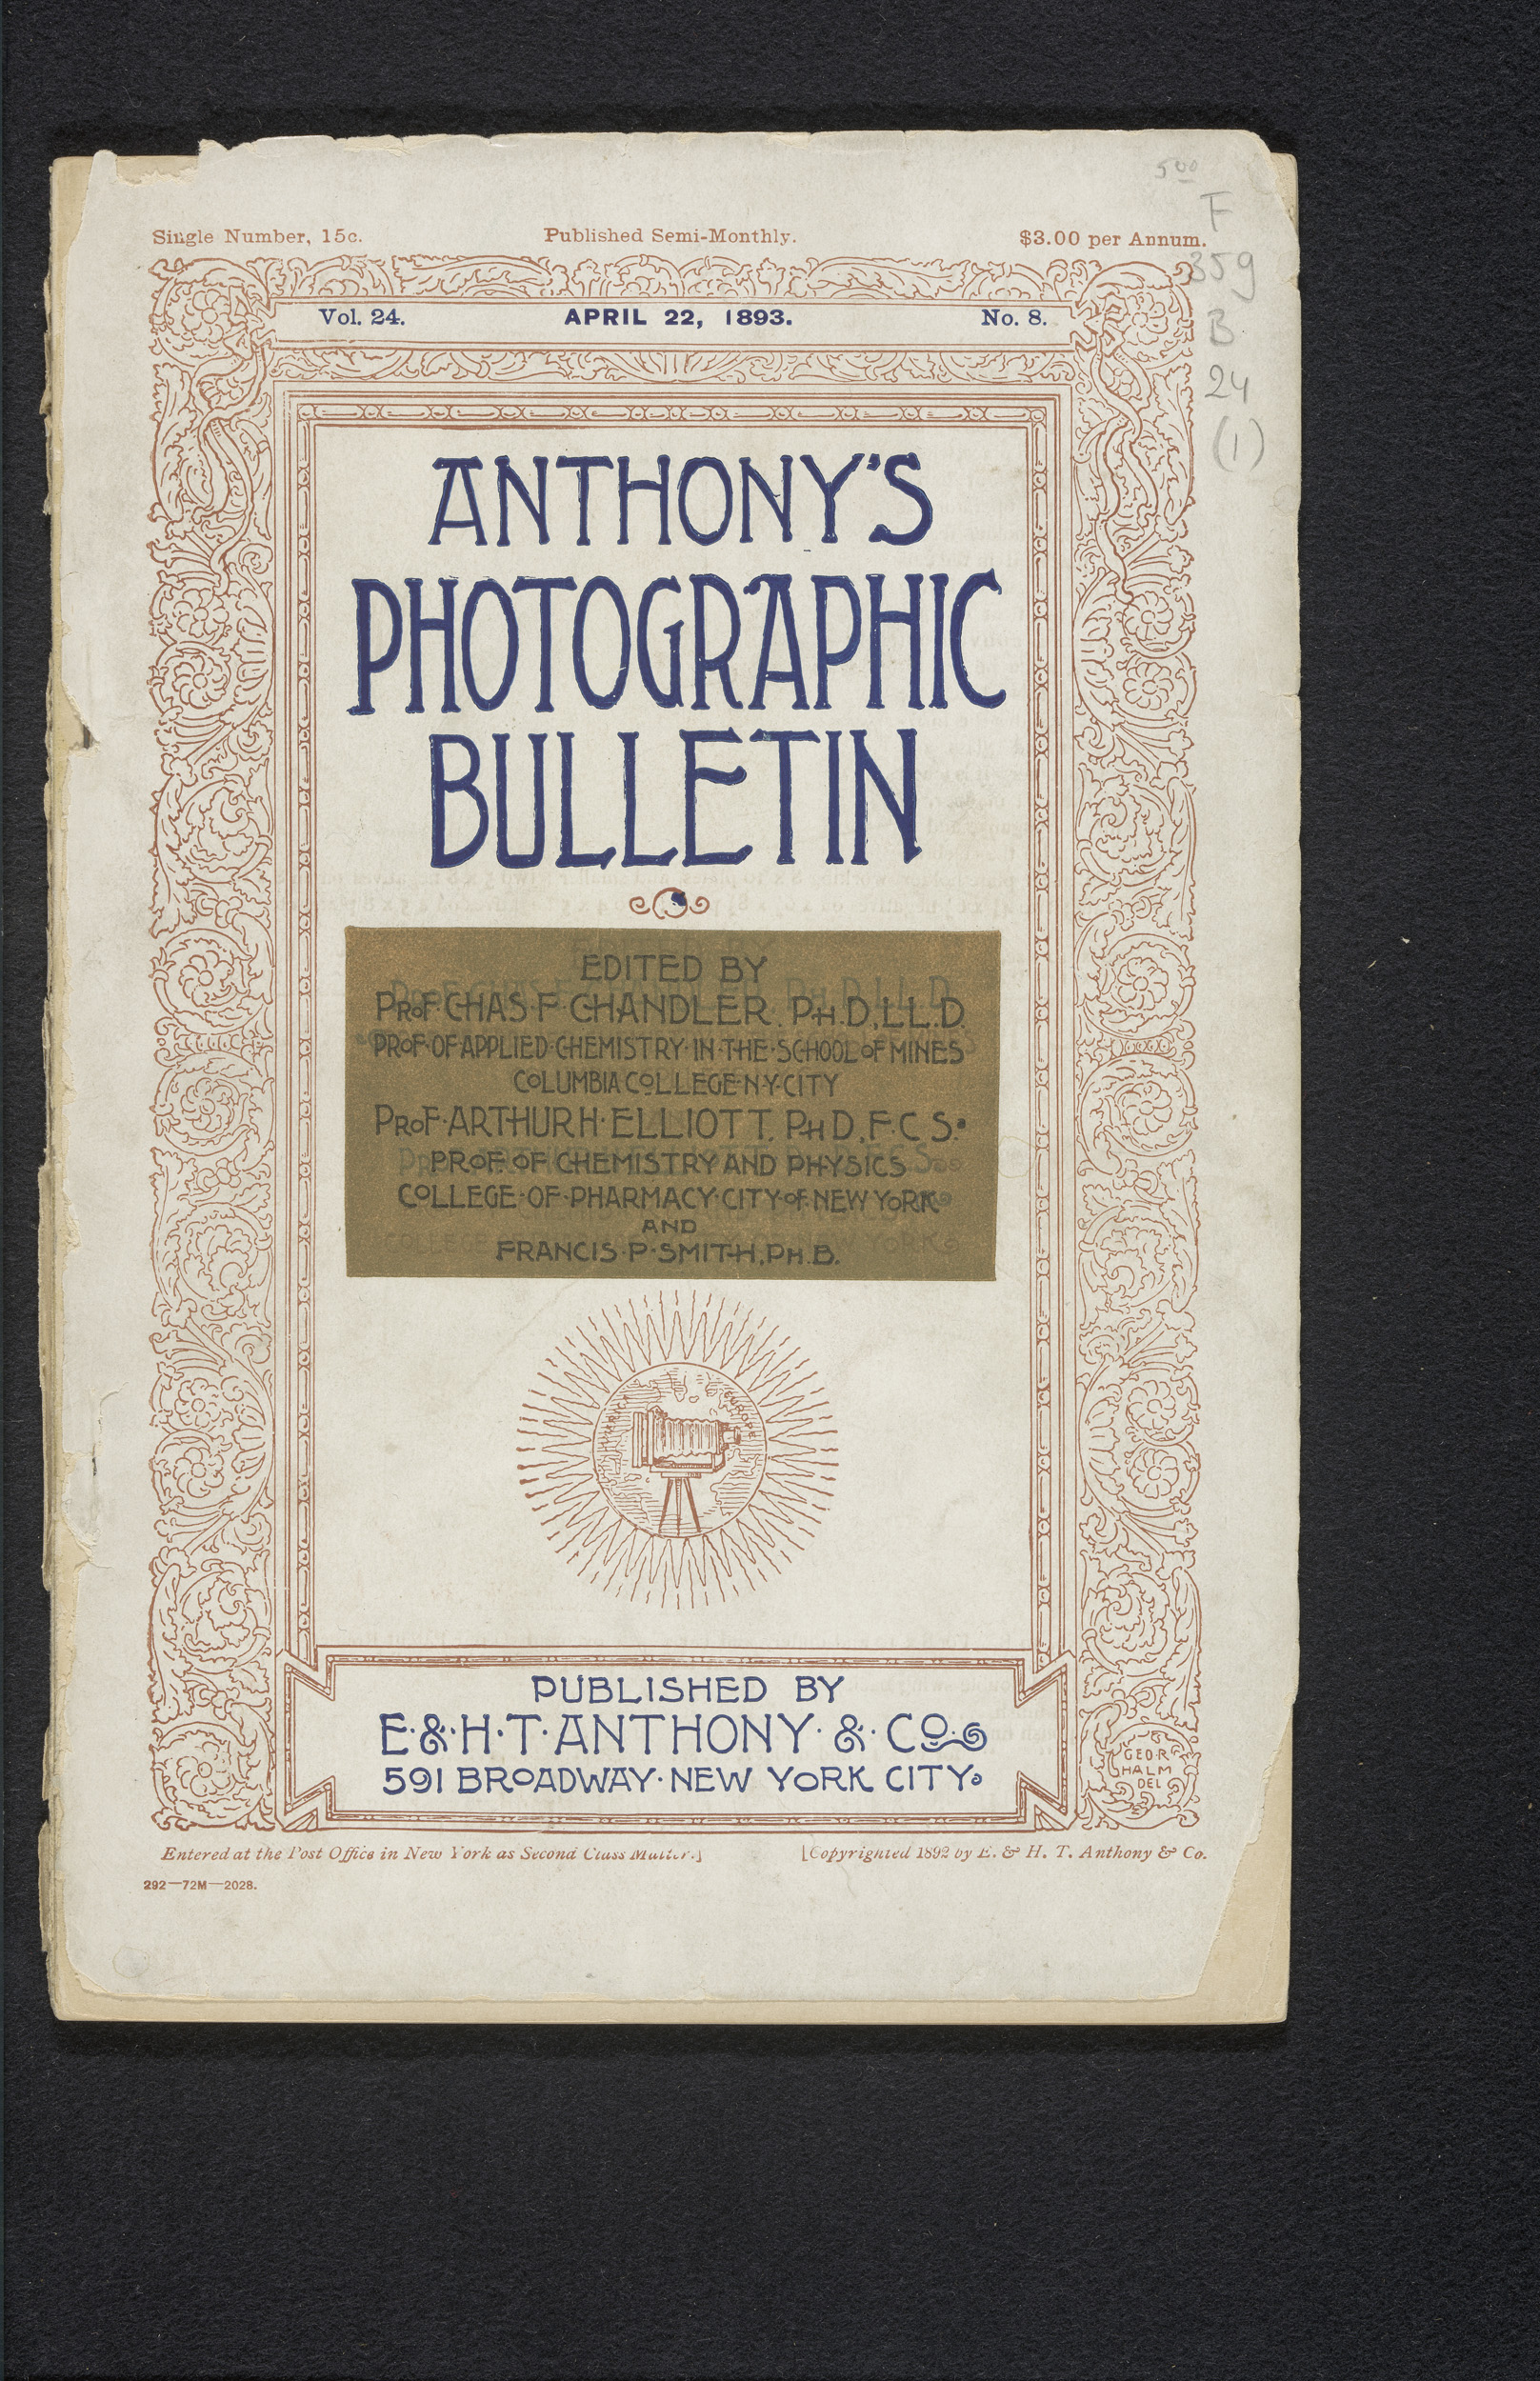 500
F
359
B
24
(1)
Single Number, 15c. Published Semi-Monthly. $3.00 per Annum.
Vol. 24. APRIL 22, 1893. No. 8.
ANTHONY'S
PHOTOGRAPHIC
BULLETIN
EDITED BY
PROF. CHAS. F. CHANDLER. PH.D., LL.D.
PROF. OF APPLIED CHEMISTRY IN THE SCHOOL OF MINES
COLUMBIA COLLEGE N.Y. CITY
PROF. ARTHUR H. ELLIOTT, PH.D., F.C.S.
PROF. OF CHEMISTRY AND PHYSICS
COLLEGE OF PHARMACY CITY OF NEW YORK
AND
FRANCIS P. SMITH, PH.B.
EUROPE
PUBLISHED BY
E. & H. T. ANTHONY & CO.
591 BROADWAY. NEW YORK CITY.
GEO. R
HALM
DEL
Entered at the Post Office in New York as Second Class Matter.] [Copyrighted 1892 by E. & H. T. Anthony & Co.
292—72M—2028.